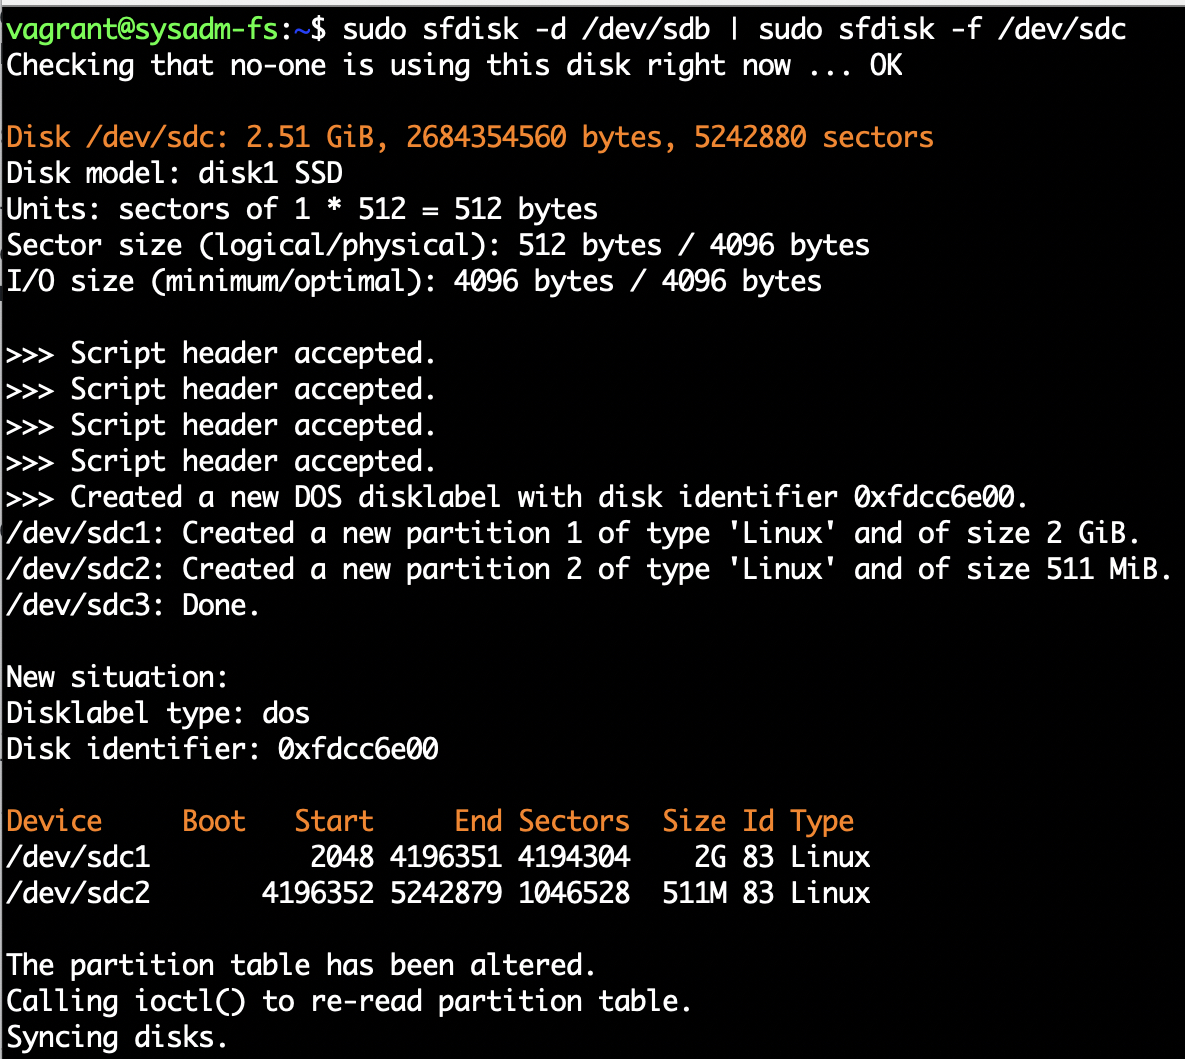 vagrant@sysadm-fs:~$ sudo sfdisk -d /dev/sdb | sudo sfdisk -f /dev/sdc
Checking that no-one is using this disk right now ... OK
Disk /dev/sdc: 2.51 GiB, 2684354560 bytes, 5242880 sectors
Disk model: disk1 SSD
Units: sectors of 1 * 512 = 512 bytes
Sector size (logical/physical): 512 bytes / 4096 bytes
I/O size (minimum/optimal): 4096 bytes / 4096 bytes
>>> Script header accepted.
>>> Script header accepted.
>>> Script header accepted.
>>> Script header accepted.
>>> Created a new DOS disklabel with disk identifier 0xfdcc6e00.
/dev/sdc1: Created a new partition 1 of type 'Linux' and of size 2 GiB.
/dev/sdc2: Created a new partition 2 of type 'Linux' and of size 511 MiB.
/dev/sdc3: Done.
New situation:
Disklabel type: dos
Disk identifier: 0xfdcc6e00
Device     Boot   Start     End Sectors  Size Id Type
/dev/sdc1          2048 4196351 4194304    2G 83 Linux
/dev/sdc2       4196352 5242879 1046528  511M 83 Linux
The partition table has been altered.
Calling ioctl() to re-read partition table.
Syncing disks.